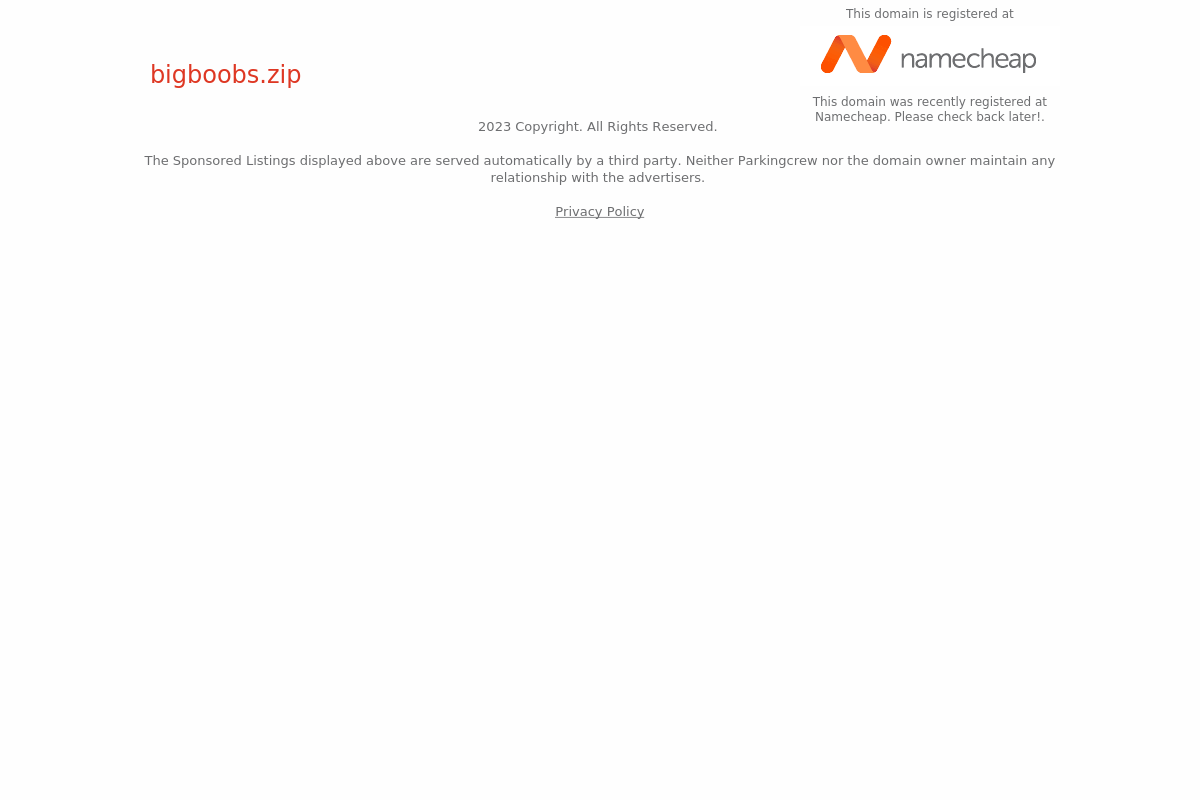 This domain is registered at
namecheap
bigboobs.zip
This domain was recently registered at
Namecheap. Please check back later!.
2023 Copyright. All Rights Reserved.
The Sponsored Listings displayed above are served automatically by a third party. Neither Parkingcrew nor the domain owner maintain any
relationship with the advertisers.
Privacy Policy